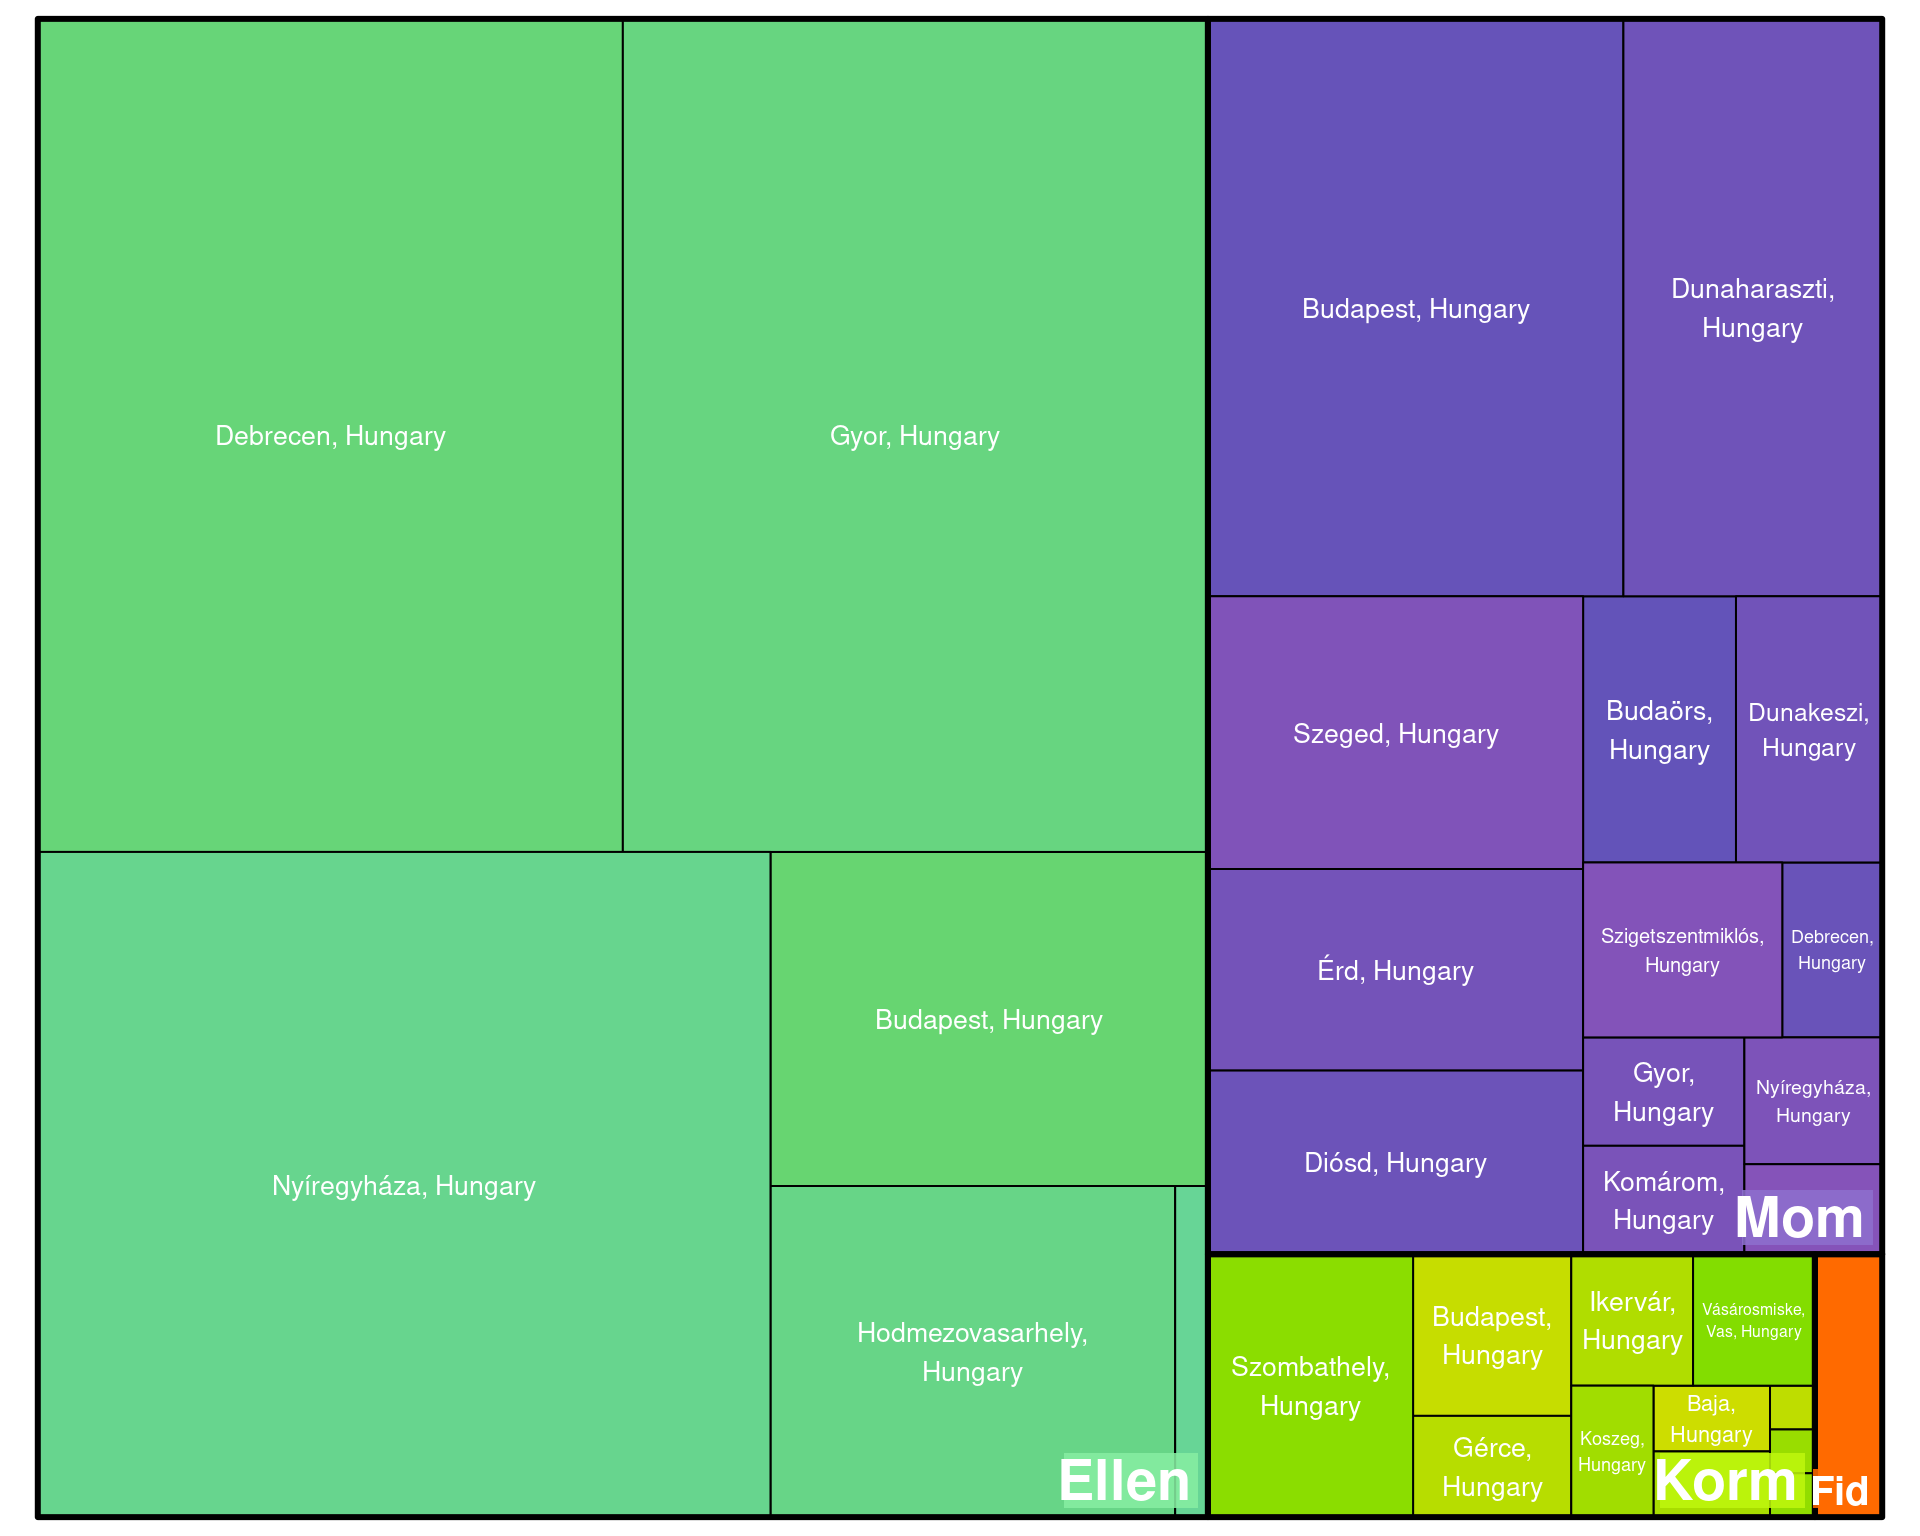 Debrecen, Hungary
Gyor, Hungary
Nyíregyháza, Hungary
Budapest, Hungary
Hodmezovasarhely,
Hungary
Ellen
Budapest, Hungary
Dunaharaszti,
Hungary
Szeged, Hungary
Budaörs,
Hungary
Dunakeszi,
Hungary
Érd, Hungary
Szigetszentmiklós,
Hungary
Debrecen,
Hungary
Diósd, Hungary
Gyor,
Hungary
Nyíregyháza,
Hungary
Komárom,
Hungary
Mom
Szombathely,
Hungary
Budapest,
Hungary
Gérce,
Hungary
Ikervár,
Hungary
Vásárosmiske,
Vas, Hungary
Koszeg,
Hungary
Baja,
Hungary
Korm
Fid